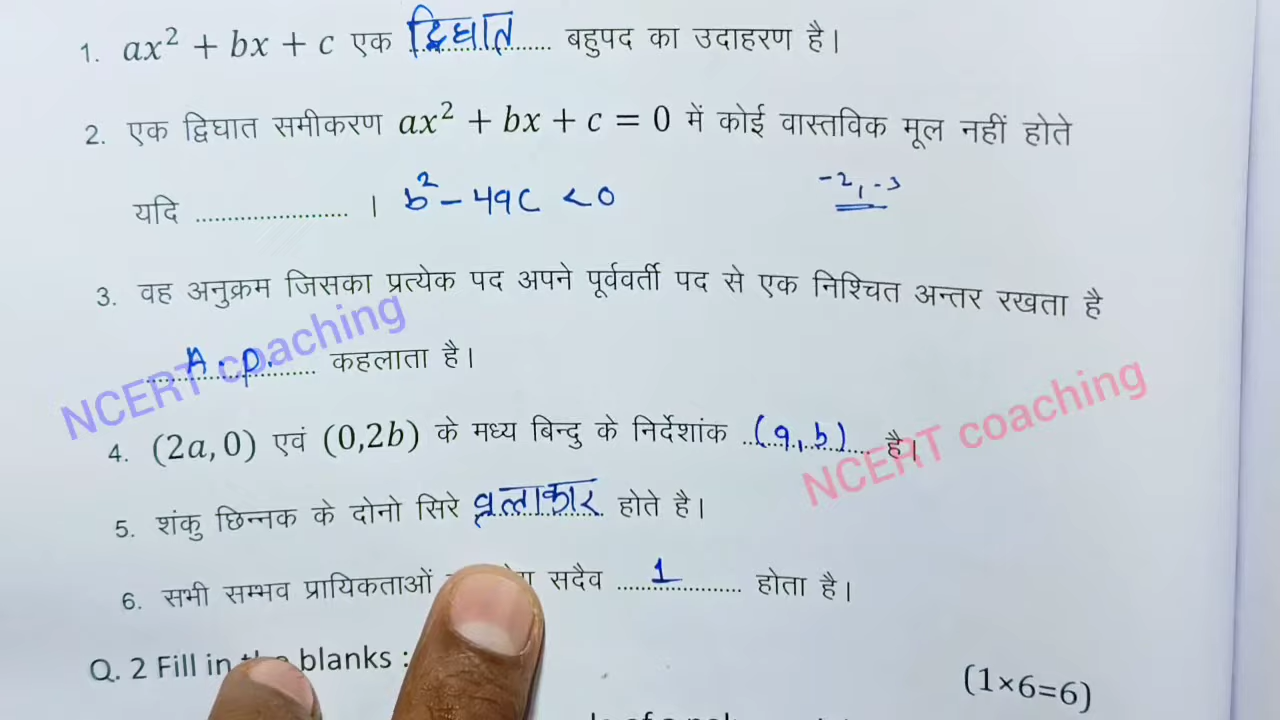 1. ax² + bx + c एक द्विघात बहुपद का उदाहरण है।
2. एक द्विघात समीकरण ax² + bx + c = 0 में कोई वास्तविक मूल नहीं होते
-2, -3
यदि ........................ । b² - 4ac < 0
3. वह अनुक्रम जिसका प्रत्येक पद अपने पूर्ववर्ती पद से एक निश्चित अन्तर रखता है
A.P. कहलाता है।
NCERT coaching
4. (2a, 0) एवं (0,2b) के मध्य बिन्दु के निर्देशांक (a, b) है।
NCERT coaching
5. शंकु छिन्नक के दोनो सिरे वृत्ताकार होते है।
6. सभी सम्भव प्रायिकताओं सदैव 1 होता है।
Q. 2 Fill in the blanks :
(1×6=6)